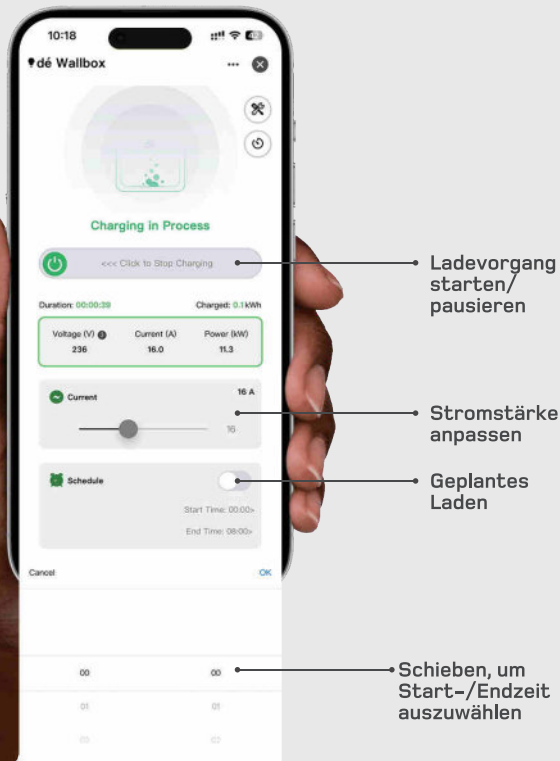 10:18
dé Wallbox
Charging in Process
<<< Click to Stop Charging
Duration: 00:00:39 Charged: 0.1 kWh
Voltage (V) Current (A) Power (kW)
236 16.0 11.3
Current 16 A
16
Schedule
Start Time: 00:00>
End Time: 08:00>
Cancel OK
00 00
01 01
02
Ladevorgang
starten/
pausieren
Stromstärke
anpassen
Geplantes
Laden
Schieben, um
Start-/Endzeit
auszuwählen